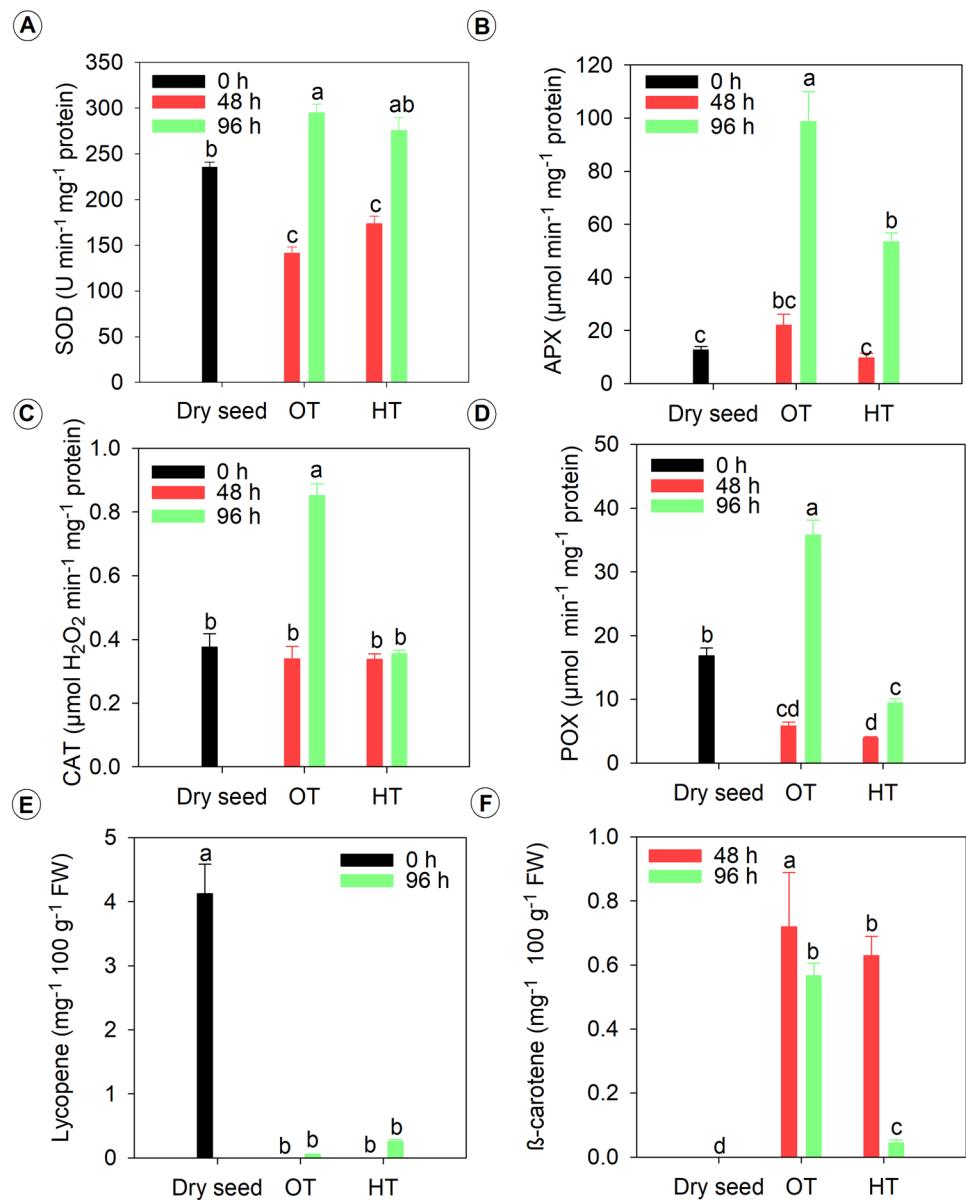 A
SOD (U min⁻¹ mg⁻¹ protein)
350
300
250
200
150
100
50
0
0 h
48 h
96 h
b
c
a
c
ab
Dry seed OT HT
B
APX (µmol min⁻¹ mg⁻¹ protein)
120
100
80
60
40
20
0
0 h
48 h
96 h
c
bc
a
c
b
Dry seed OT HT
C
CAT (µmol H₂O₂ min⁻¹ mg⁻¹ protein)
1.0
0.8
0.6
0.4
0.2
0.0
0 h
48 h
96 h
b
b
a
b
b
Dry seed OT HT
D
POX (µmol min⁻¹ mg⁻¹ protein)
50
40
30
20
10
0
0 h
48 h
96 h
b
cd
a
d
c
Dry seed OT HT
E
Lycopene (mg⁻¹ 100 g⁻¹ FW)
5
4
3
2
1
0
0 h
96 h
a
b
b
b
b
Dry seed OT HT
F
ß-carotene (mg⁻¹ 100 g⁻¹ FW)
1.0
0.8
0.6
0.4
0.2
0.0
48 h
96 h
d
a
b
b
c
Dry seed OT HT